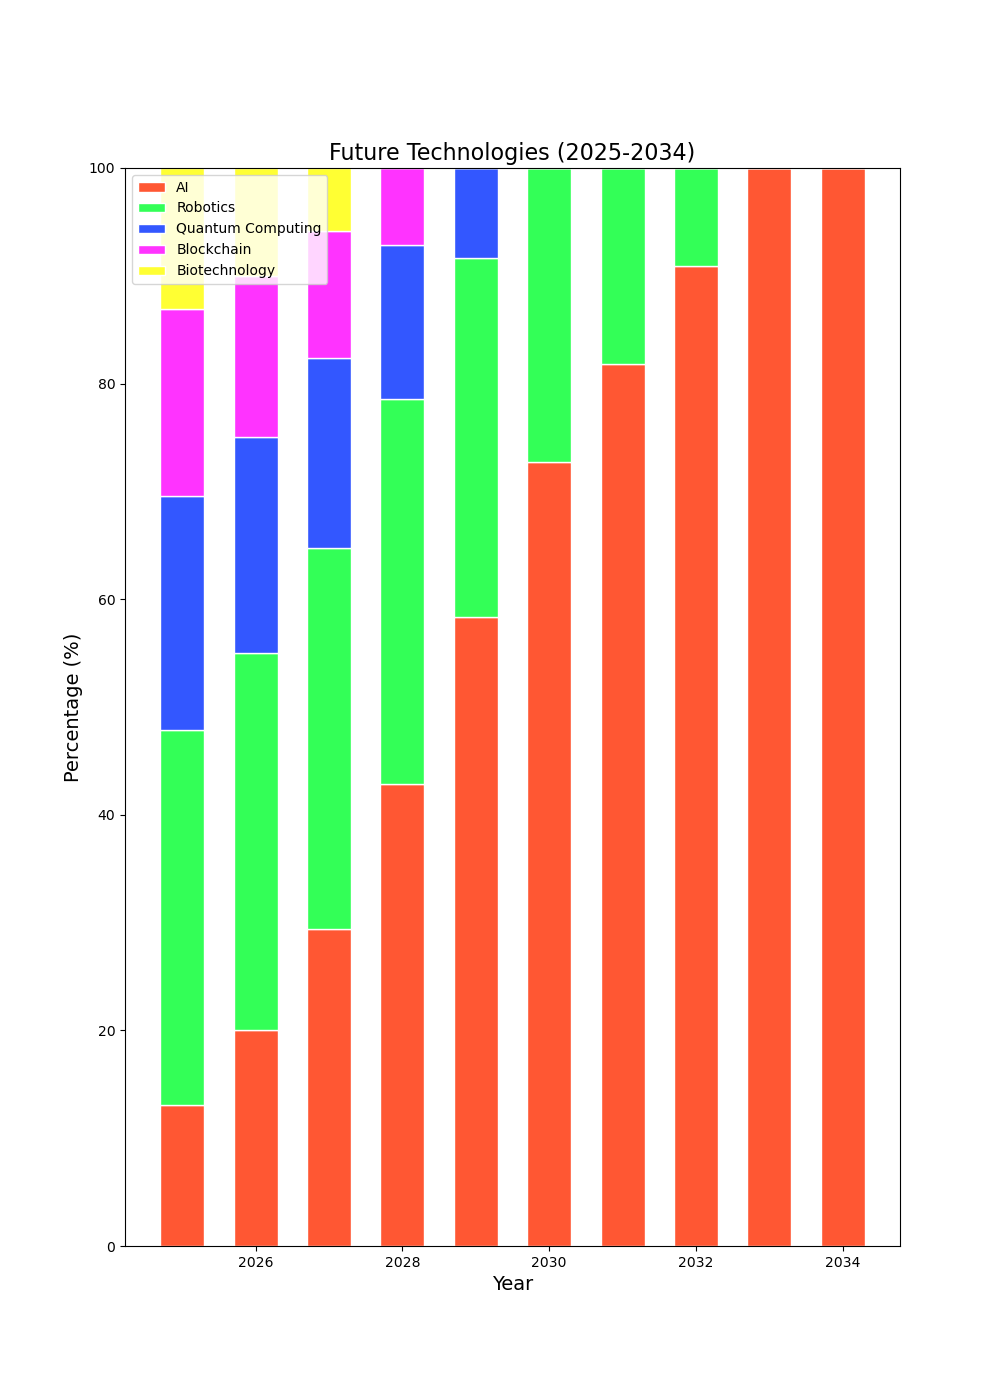 Future Technologies (2025-2034)
AI
Robotics
Quantum Computing
Blockchain
Biotechnology
Percentage (%)
100
80
60
40
20
0
2026 2028 2030 2032 2034
Year